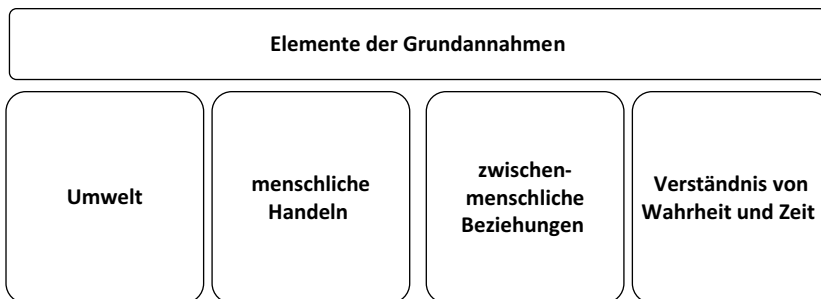 Elemente der Grundannahmen
Umwelt
menschliche
Handeln
zwischen-
menschliche
Beziehungen
Verständnis von
Wahrheit und Zeit